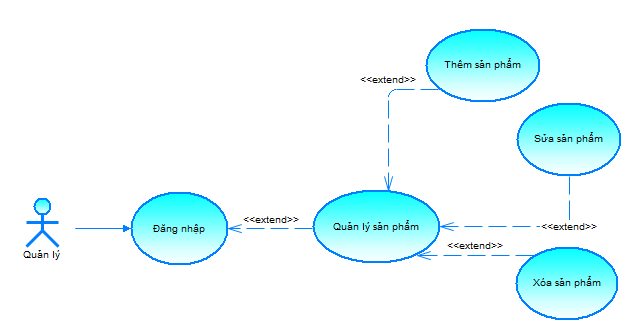 Thêm sản phẩm
<<extend>>
Sửa sản phẩm
Quản lý
Đăng nhập
<<extend>>
Quản lý sản phẩm
<<extend>>
<<extend>>
Xóa sản phẩm